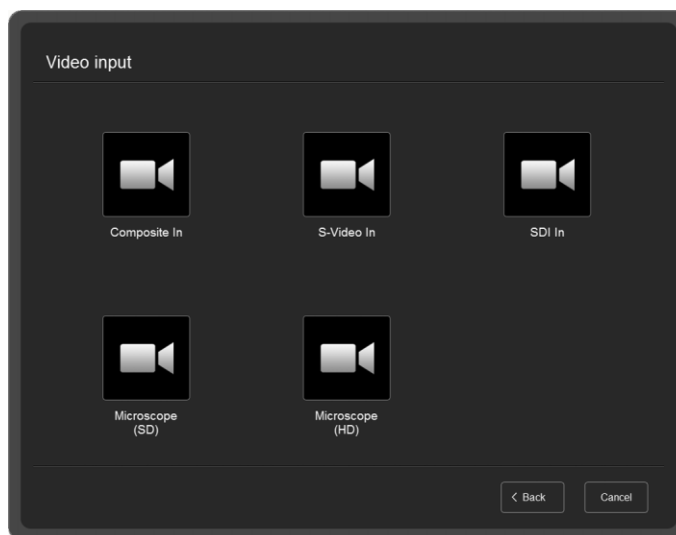 Video input
Composite In
S-Video In
SDI In
Microscope
(SD)
Microscope
(HD)
< Back
Cancel